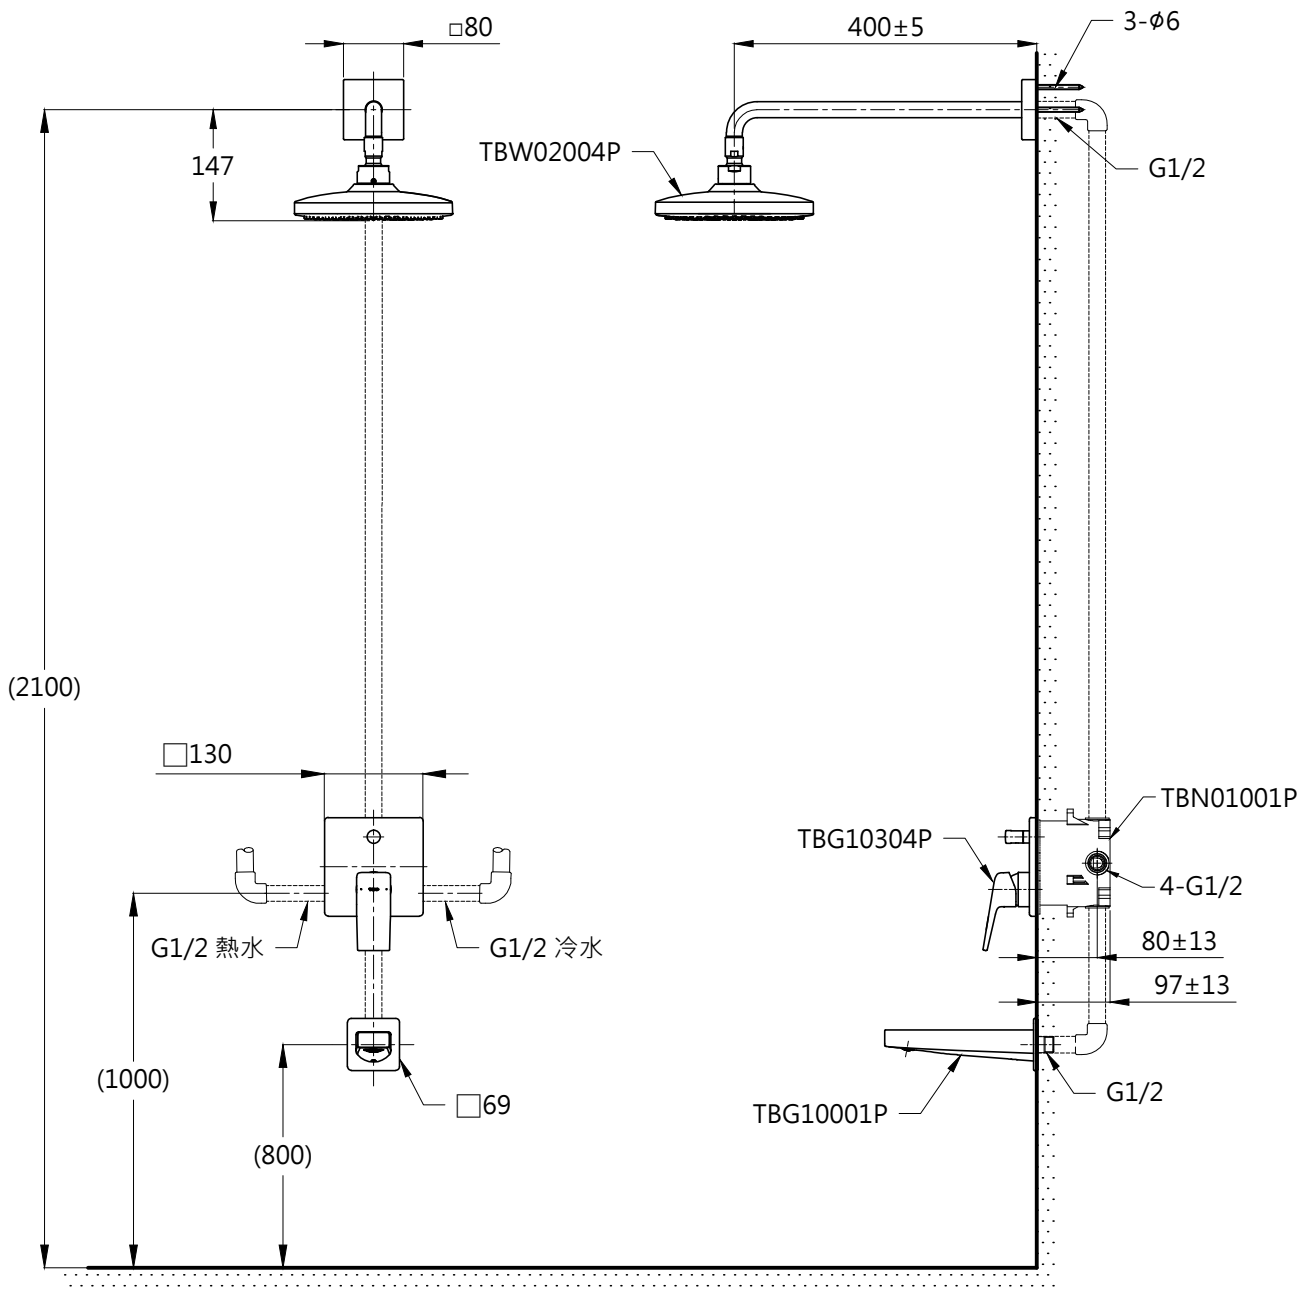 □80
400±5
3-Φ6
147
TBW02004P
G1/2
(2100)
□130
TBN01001P
TBG10304P
4-G1/2
G1/2 熱水
G1/2 冷水
80±13
97±13
(1000)
□69
G1/2
TBG10001P
(800)